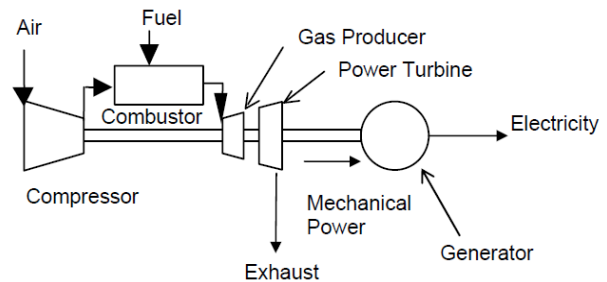 Air
Fuel
Gas Producer
Power Turbine
Combustor
Electricity
Compressor
Mechanical
Power
Generator
Exhaust